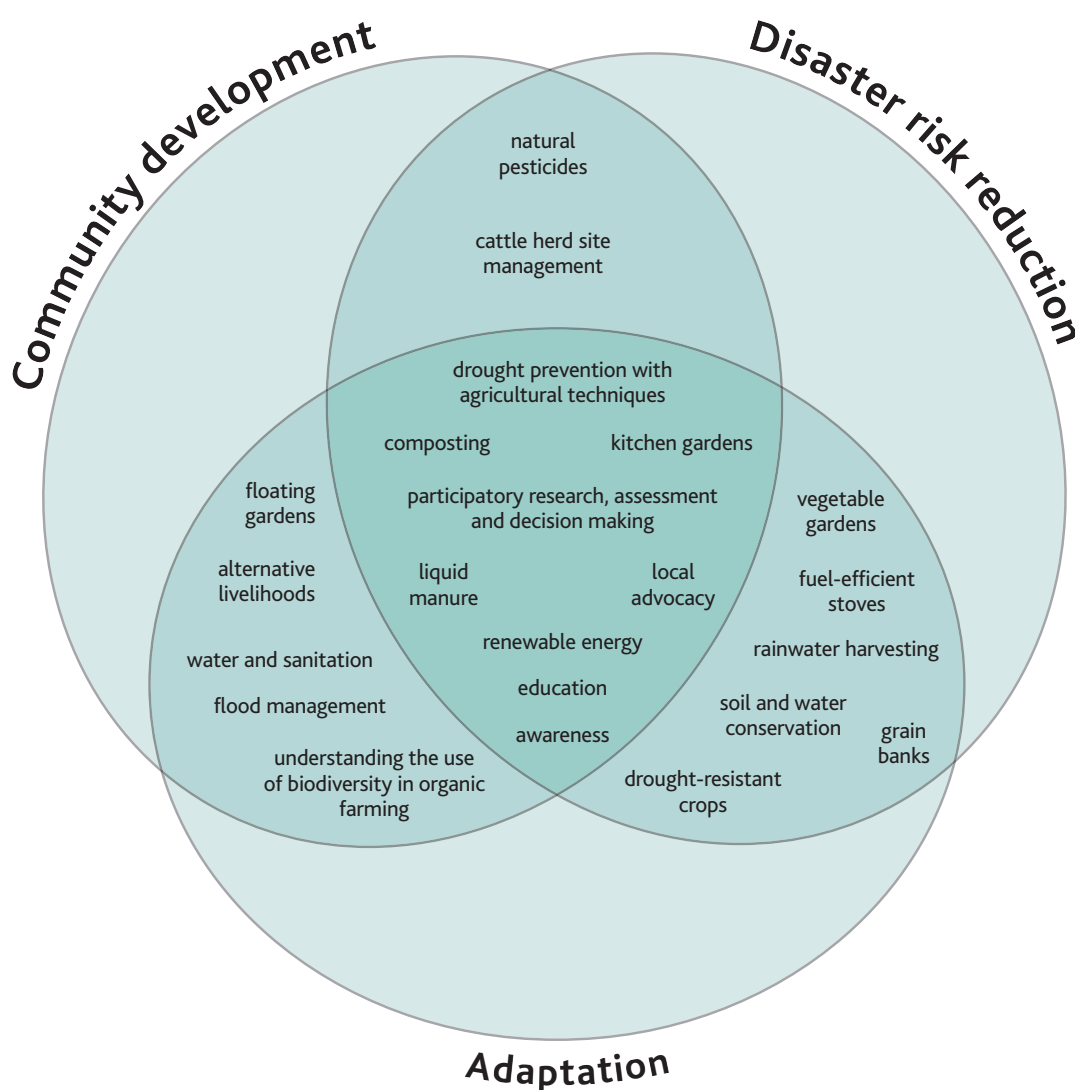 Community development
Disaster risk reduction
natural
pesticides
cattle herd site
management
drought prevention with
agricultural techniques
composting
kitchen gardens
participatory research, assessment
and decision making
liquid
manure
local
advocacy
renewable energy
education
awareness
floating
gardens
alternative
livelihoods
water and sanitation
flood management
understanding the use
of biodiversity in organic
farming
vegetable
gardens
fuel-efficient
stoves
rainwater harvesting
soil and water
conservation
grain
banks
drought-resistant
crops
Adaptation